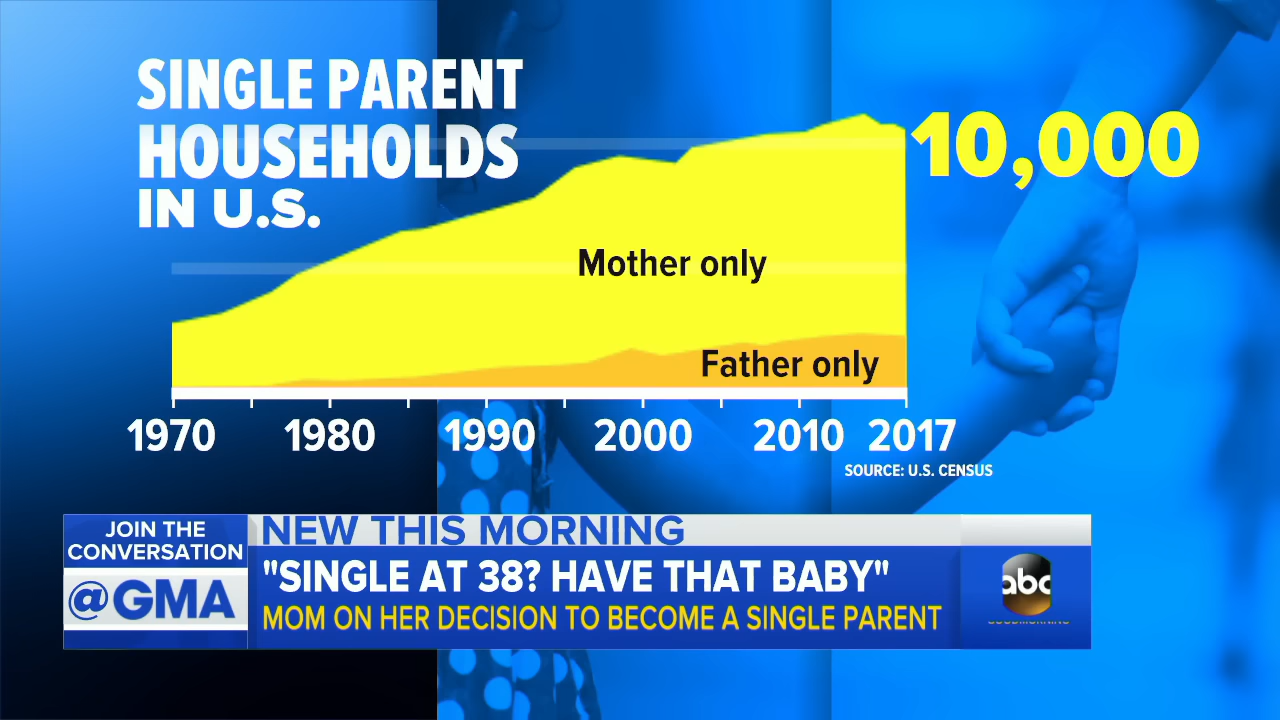 SINGLE PARENT
HOUSEHOLDS
IN U.S.
10,000
Mother only
Father only
1970 1980 1990 2000 2010 2017
SOURCE: U.S. CENSUS
JOIN THE
CONVERSATION
@GMA
NEW THIS MORNING
"SINGLE AT 38? HAVE THAT BABY"
MOM ON HER DECISION TO BECOME A SINGLE PARENT
abc